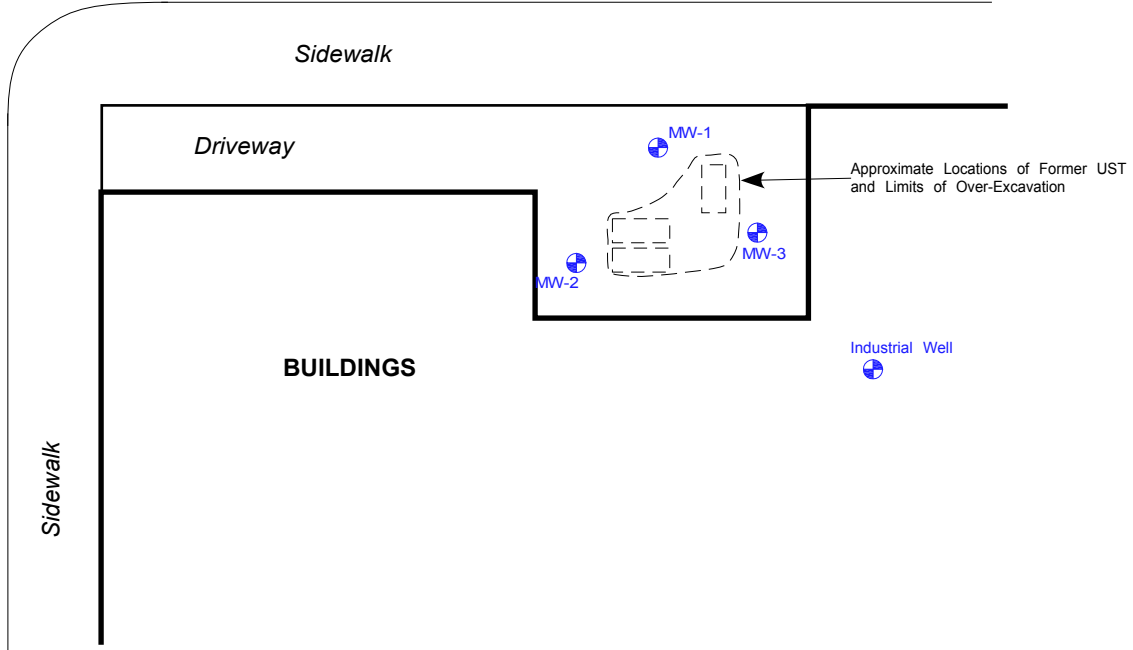 Sidewalk
Driveway
MW-1
Approximate Locations of Former UST
and Limits of Over-Excavation
MW-3
MW-2
Industrial Well
BUILDINGS
Sidewalk